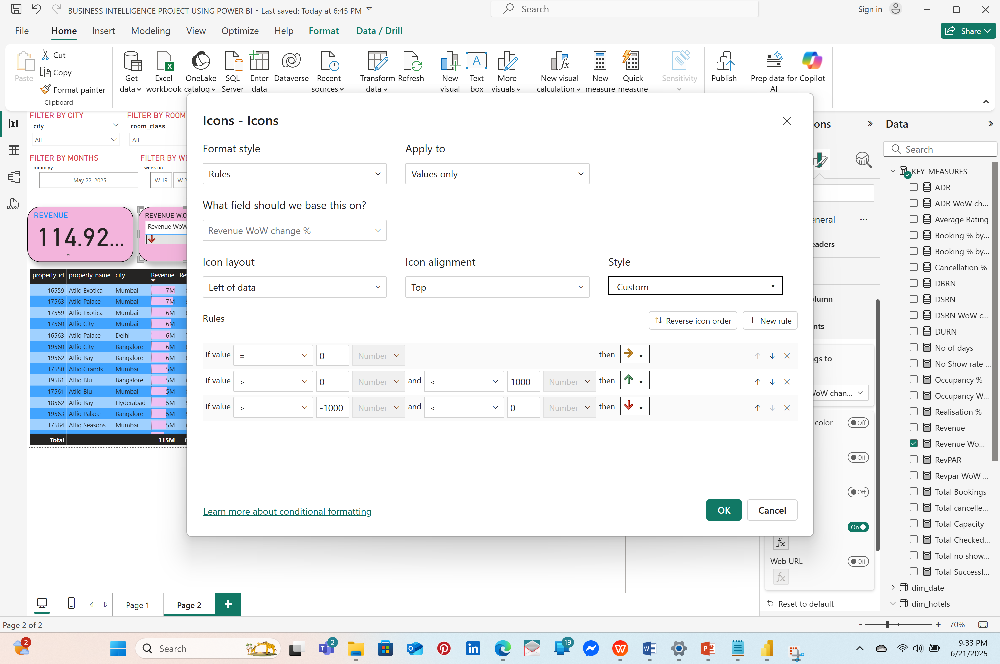 BUSINESS INTELLIGENCE PROJECT USING POWER BI • Last saved: Today at 6:45 PM
Search
Sign in
File Home Insert Modeling View Optimize Help Format Data / Drill
Share
Paste
Cut
Copy
Format painter
Clipboard
Get data
Excel workbook
OneLake catalog
SQL Server
Enter data
Dataverse
Recent sources
Transform data
Refresh
New visual
Text box
More visuals
New visual calculation
New measure
Quick measure
Sensitivity
Publish
Prep data for AI
Copilot
FILTER BY CITY
city
All
FILTER BY ROOM
room_class
All
FILTER BY MONTHS
mmm yy
May 22, 2025
FILTER BY WE
week no
W 19
W 2
REVENUE
114.92...
REVENUE W.O
Revenue WoW
property_id property_name city Revenue Re
16559 Atliq Exotica Mumbai 7M
17563 Atliq Palace Mumbai 7M
17559 Atliq Exotica Mumbai 6M
17560 Atliq City Mumbai 6M
16563 Atliq Palace Delhi 6M
19560 Atliq City Bangalore 6M
19562 Atliq Bay Bangalore 6M
17558 Atliq Grands Mumbai 5M
19561 Atliq Blu Bangalore 5M
17561 Atliq Blu Mumbai 5M
18562 Atliq Bay Hyderabad 5M
19563 Atliq Palace Bangalore 5M
17564 Atliq Seasons Mumbai 5M
Total 115M
Icons - Icons
Format style
Rules
Apply to
Values only
What field should we base this on?
Revenue WoW change %
Icon layout
Left of data
Icon alignment
Top
Style
Custom
Rules
Reverse icon order
+ New rule
If value = 0 Number then
If value > 0 Number and < 1000 Number then
If value > -1000 Number and < 0 Number then
Learn more about conditional formatting
OK
Cancel
ons
eneral
...
eaders
lumn
nts
gs to
WoW chan...
color
Off
Off
Off
On
fx
Web URL
Off
fx
Reset to default
Data
Search
KEY_MEASURES
ADR
ADR WoW ch...
Average Rating
Booking % by...
Booking % by...
Cancellation %
DBRN
DSRN
DSRN WoW c...
DURN
No of days
No Show rate ...
Occupancy %
Occupancy W...
Realisation %
Revenue
Revenue Wo...
RevPAR
Revpar WoW ...
Total Bookings
Total cancelle...
Total Capacity
Total Checked...
Total no show...
Total Successf...
dim_date
dim_hotels
DAX
Page 1
Page 2
+
Page 2 of 2
- + 70%
2
Search
2
19
9:33 PM
6/21/2025